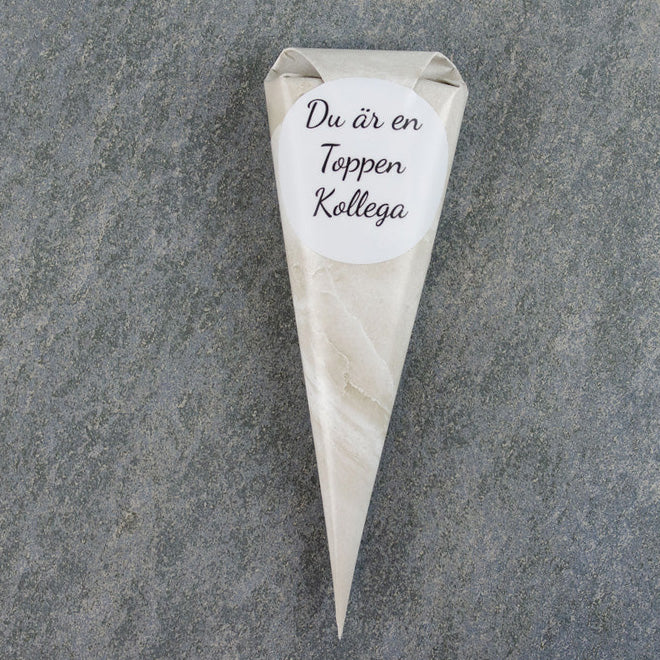 Du är en
Toppen
Kollega